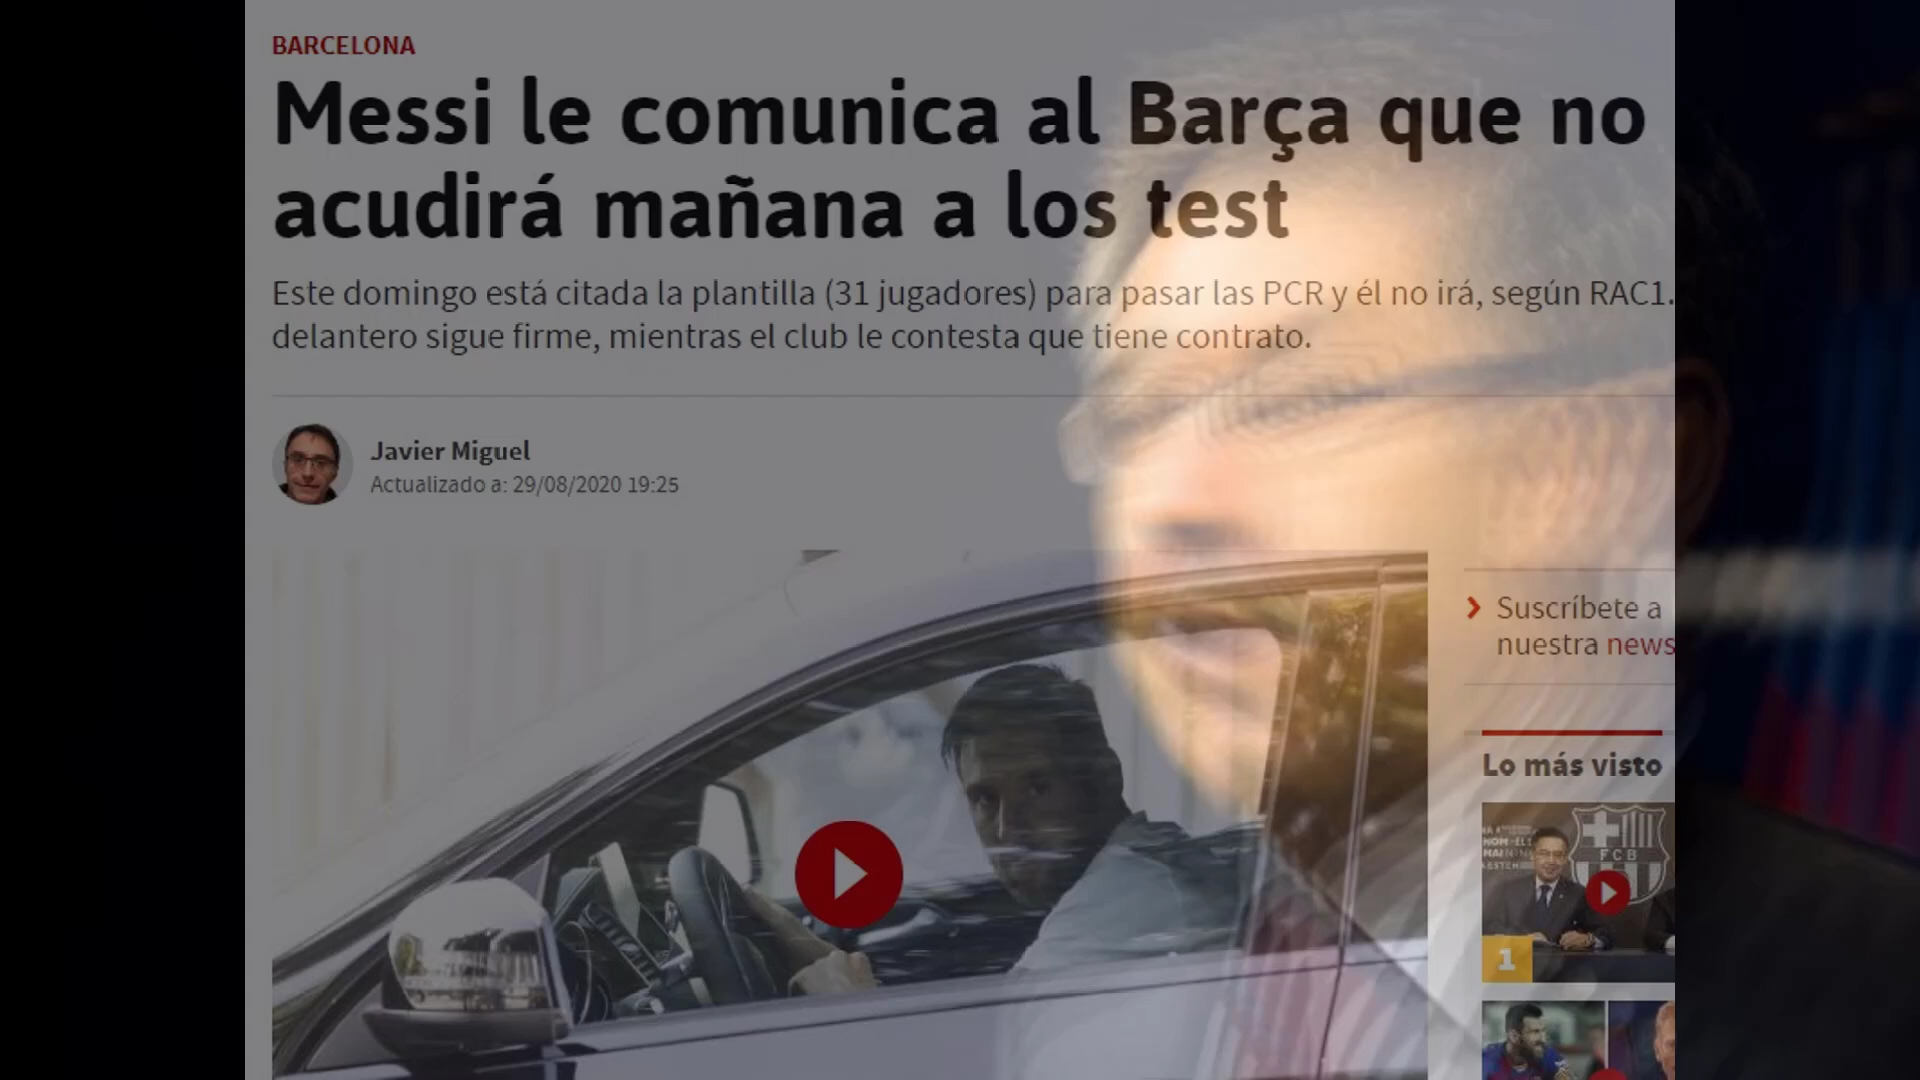 BARCELONA
Messi le comunica al Barça que no
acudirá mañana a los test
Este domingo está citada la plantilla (31 jugadores) para pasar las PCR y él no irá, según RAC1.
delantero sigue firme, mientras el club le contesta que tiene contrato.
Javier Miguel
Actualizado a: 29/08/2020 19:25
Suscríbete a
nuestra news
Lo más visto
FCB
1